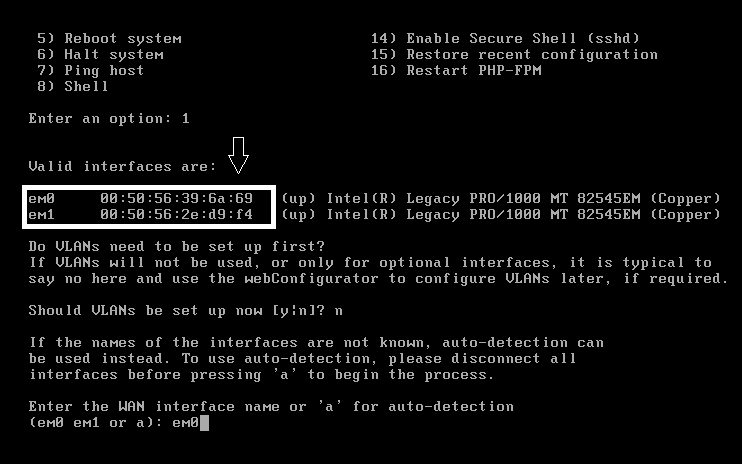 5) Reboot system 14) Enable Secure Shell (sshd)
6) Halt system 15) Restore recent configuration
7) Ping host 16) Restart PHP-FPM
8) Shell
Enter an option: 1
Valid interfaces are:
em0 00:50:56:39:6a:69 (up) Intel(R) Legacy PRO/1000 MT 82545EM (Copper)
em1 00:50:56:2e:d9:f4 (up) Intel(R) Legacy PRO/1000 MT 82545EM (Copper)
Do VLANs need to be set up first?
If VLANs will not be used, or only for optional interfaces, it is typical to
say no here and use the webConfigurator to configure VLANs later, if required.
Should VLANs be set up now [y|n]? n
If the names of the interfaces are not known, auto-detection can
be used instead. To use auto-detection, please disconnect all
interfaces before pressing 'a' to begin the process.
Enter the WAN interface name or 'a' for auto-detection
(em0 em1 or a): em0